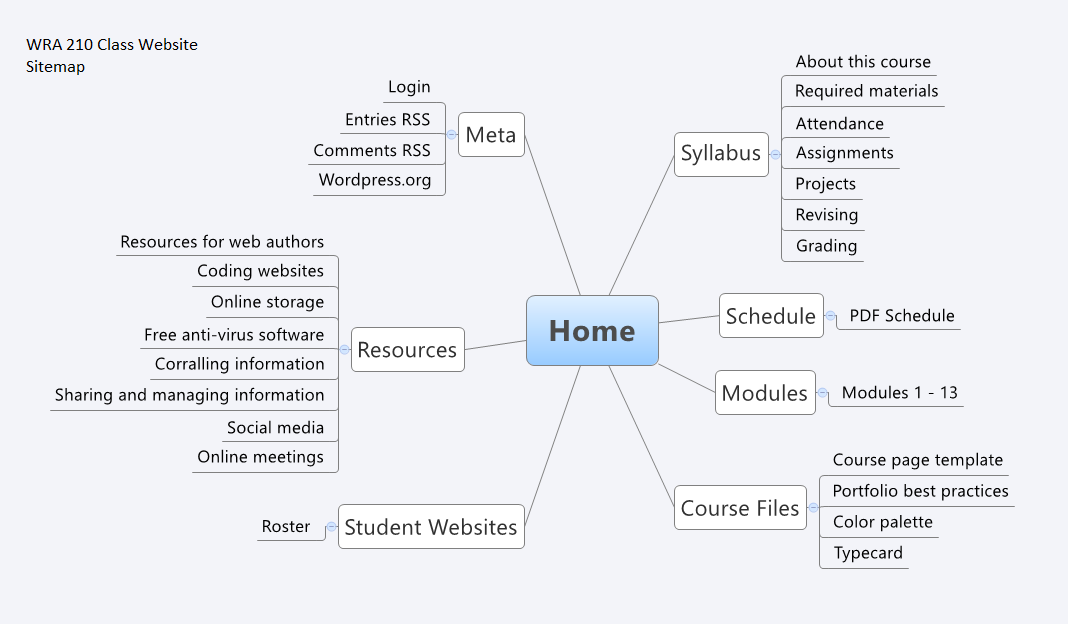 WRA 210 Class Website
Sitemap
Home
Meta
Login
Entries RSS
Comments RSS
Wordpress.org
Resources
Resources for web authors
Coding websites
Online storage
Free anti-virus software
Corralling information
Sharing and managing information
Social media
Online meetings
Student Websites
Roster
Syllabus
About this course
Required materials
Attendance
Assignments
Projects
Revising
Grading
Schedule
PDF Schedule
Modules
Modules 1 - 13
Course Files
Course page template
Portfolio best practices
Color palette
Typecard